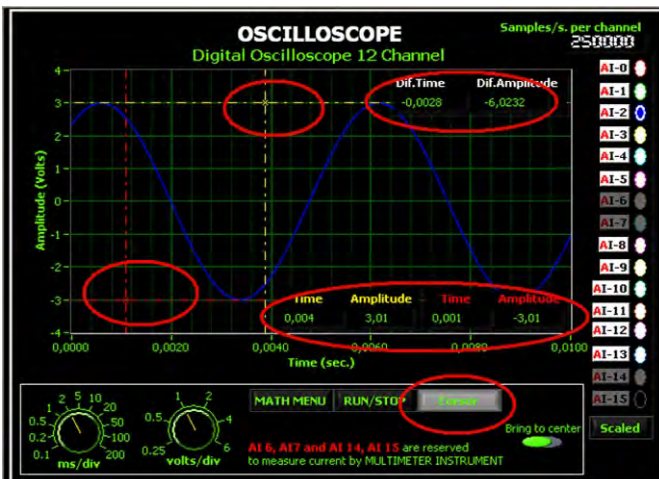 OSCILLOSCOPE
Digital Oscilloscope 12 Channel
Samples/s. per channel
250000
Dif.Time Dif.Amplitude
-0,0028 -6,0232
Amplitude (Volts)
4
3
2
1
0
-1
-2
-3
-4
Time Amplitude Time Amplitude
0,004 3,01 0,001 -3,01
0,0000 0,0020 0,0040 0,0060 0,0080 0,0100
Time (sec.)
AI-0
AI-1
AI-2
AI-3
AI-4
AI-5
AI-6
AI-7
AI-8
AI-9
AI-10
AI-11
AI-12
AI-13
AI-14
AI-15
Scaled
0.1 0.2 0.5 1 2 5 10 20 50 100 200
ms/div
0.25 0.5 1 2 4 6
volts/div
MATH MENU RUN/STOP Cursor
Bring to center
AI 6, AI7 and AI 14, AI 15 are reserved
to measure current by MULTIMETER INSTRUMENT